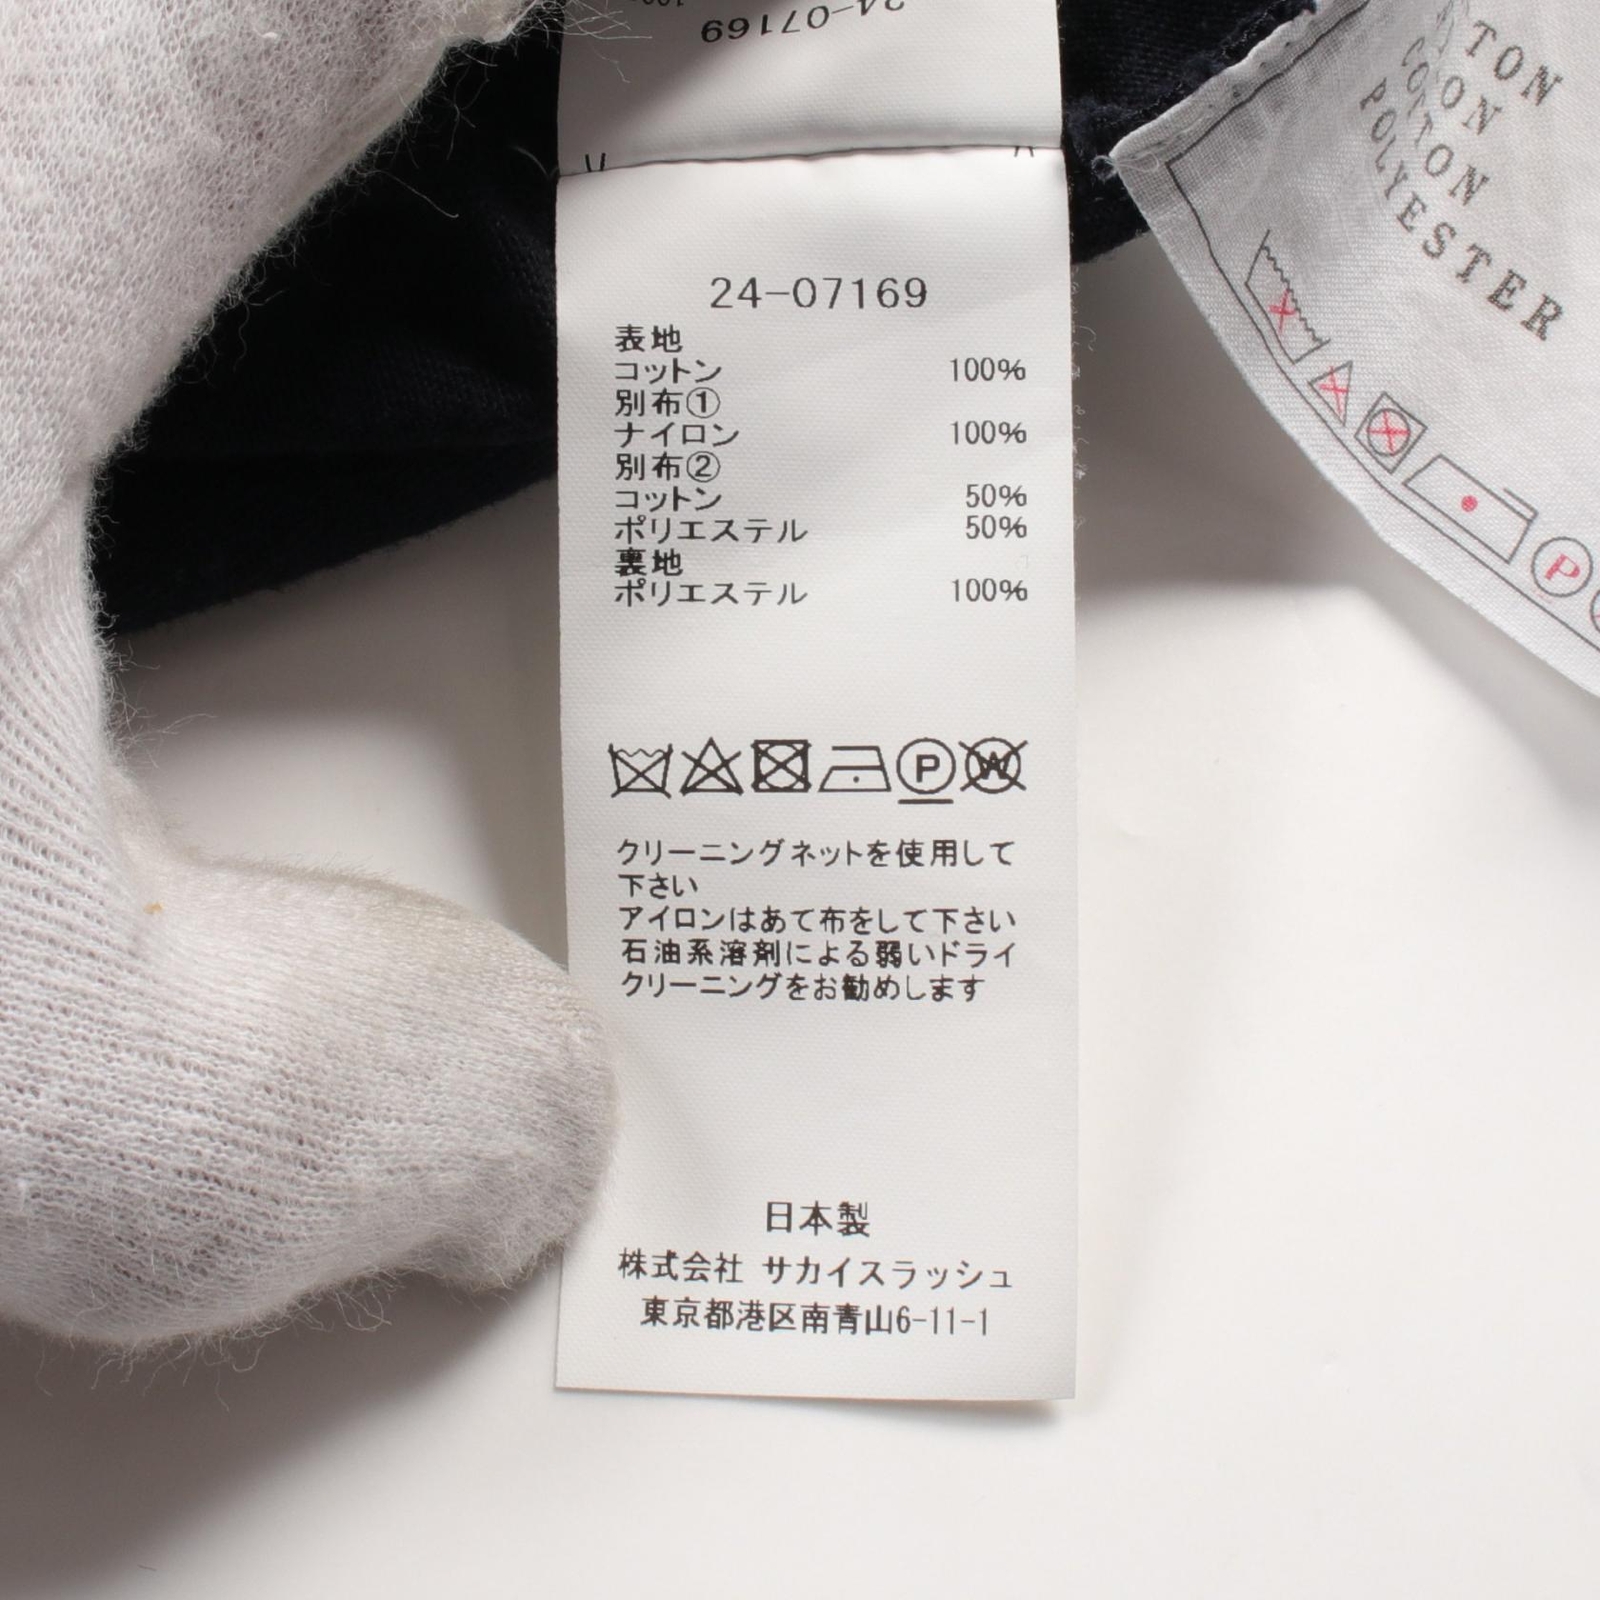 24-07169
24-07169
表地
コットン 100%
別布①
ナイロン 100%
別布②
コットン 50%
ポリエステル 50%
裏地
ポリエステル 100%
P W
クリーニングネットを使用して
下さい
アイロンはあて布をして下さい
石油系溶剤による弱いドライ
クリーニングをお勧めします
日本製
株式会社 サカイスラッシュ
東京都港区南青山6-11-1
COTTON
POLYESTER
P